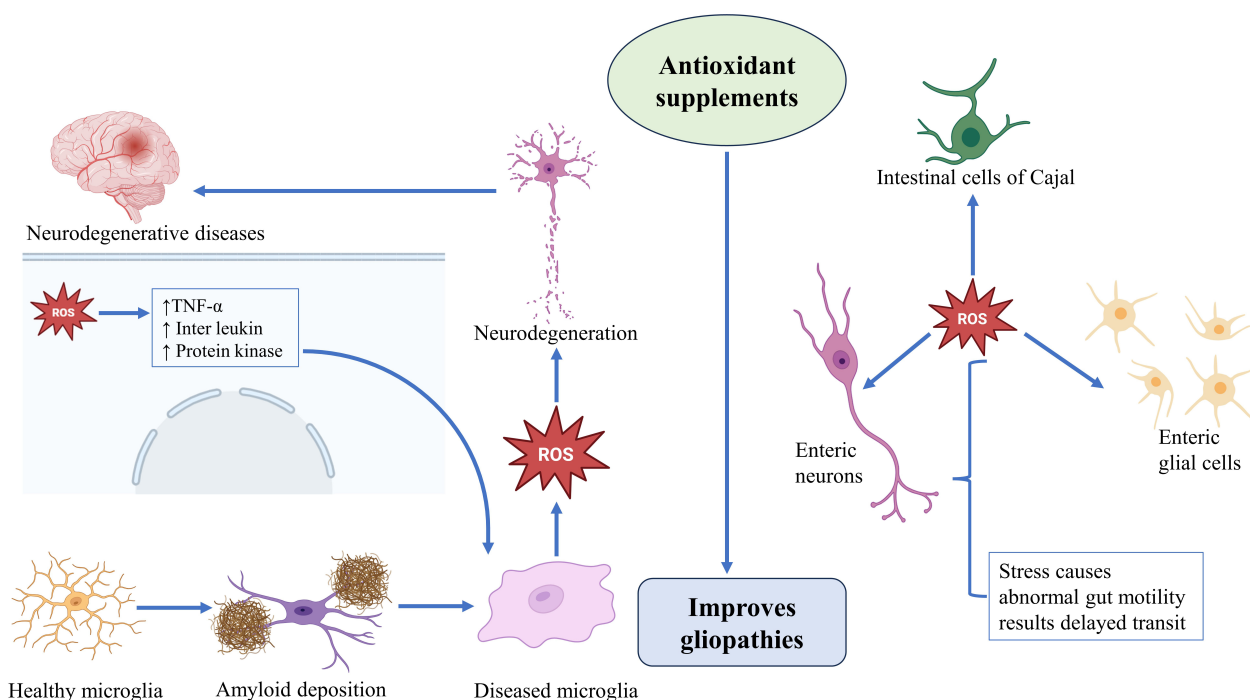 Antioxidant
supplements
Neurodegenerative diseases
ROS
↑TNF-α
↑ Inter leukin
↑ Protein kinase
Neurodegeneration
ROS
Healthy microglia
Amyloid deposition
Diseased microglia
Improves
gliopathies
Intestinal cells of Cajal
ROS
Enteric
neurons
Enteric
glial cells
Stress causes
abnormal gut motility
results delayed transit